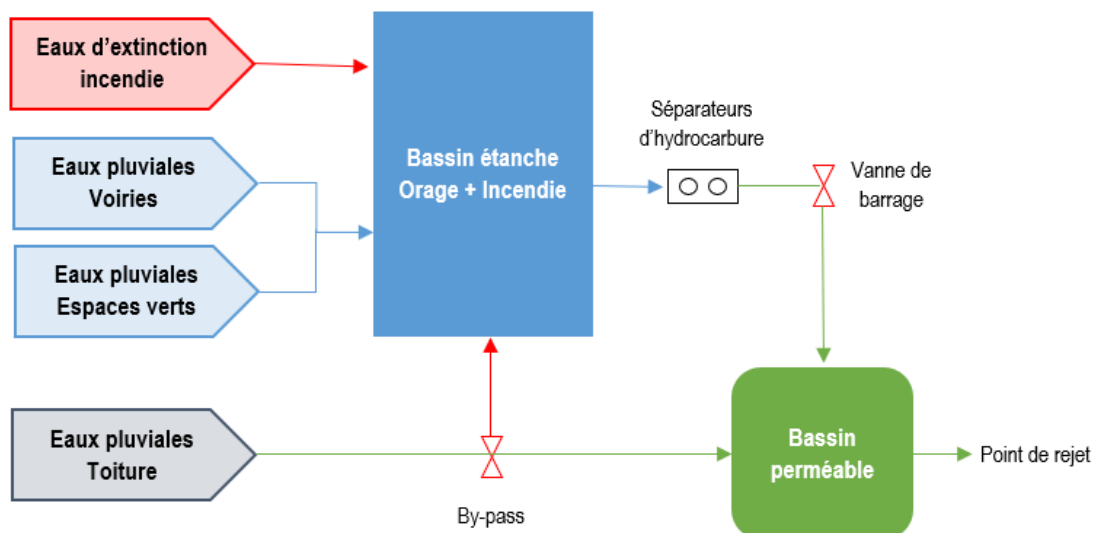 Eaux d’extinction
incendie
Eaux pluviales
Voiries
Eaux pluviales
Espaces verts
Bassin étanche
Orage + Incendie
Séparateurs
d’hydrocarbure
Vanne de
barrage
Eaux pluviales
Toiture
By-pass
Bassin
perméable
Point de rejet